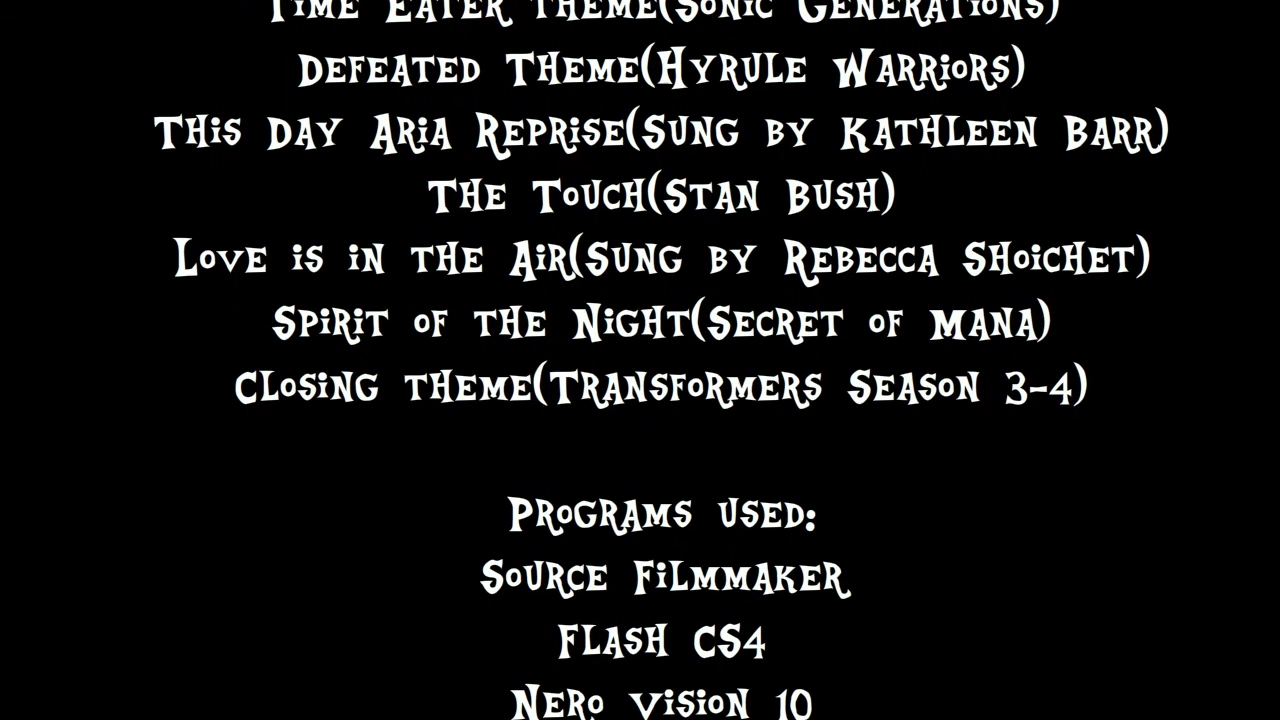 Time Eater theme(Sonic Generations)
Defeated Theme(Hyrule Warriors)
This Day Aria Reprise(Sung by Kathleen Barr)
The Touch(Stan Bush)
Love is in the Air(Sung by Rebecca Shoichet)
Spirit of the Night(Secret of Mana)
Closing theme(Transformers Season 3-4)
Programs used:
Source Filmmaker
Flash CS4
Nero Vision 10